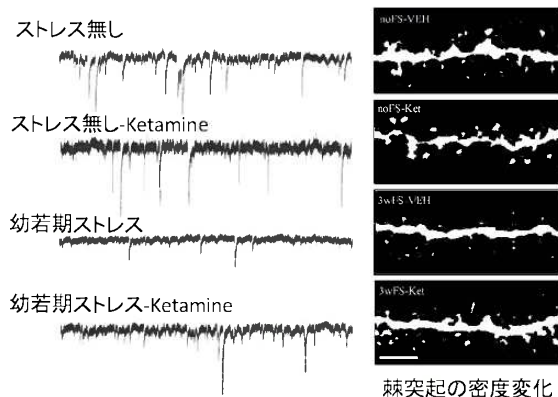 ストレス無し
noFS-VEH
ストレス無し-Ketamine
noFS-Ket
幼若期ストレス
3wFS-VEH
幼若期ストレス-Ketamine
3wFS-Ket
棘突起の密度変化